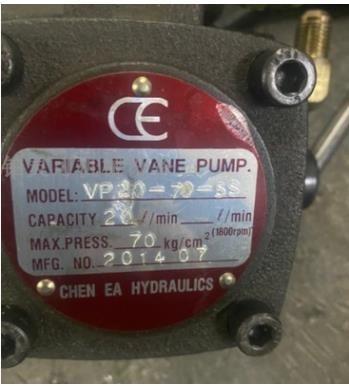 CE
VARIABLE VANE PUMP.
MODEL: VP20-70-SS
CAPACITY 20 l/min ___ l/min
MAX.PRESS. 70 kg/cm² (1800rpm)
MFG. NO. 201407
CHEN EA HYDRAULICS